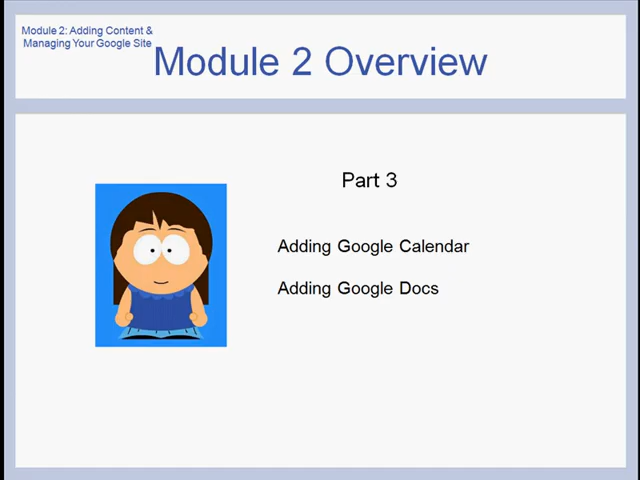 Module 2: Adding Content &
Managing Your Google Site
Module 2 Overview
Part 3
Adding Google Calendar
Adding Google Docs